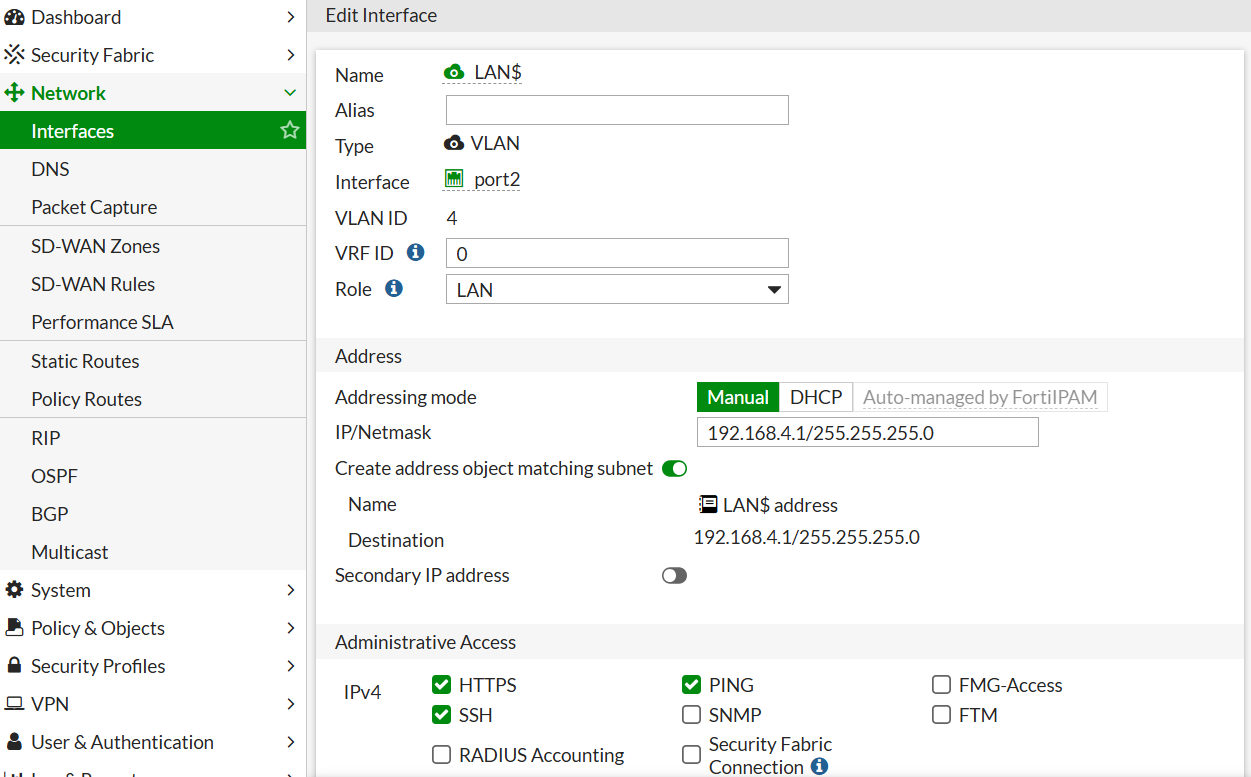 Dashboard
Security Fabric
Network
Interfaces
DNS
Packet Capture
SD-WAN Zones
SD-WAN Rules
Performance SLA
Static Routes
Policy Routes
RIP
OSPF
BGP
Multicast
System
Policy & Objects
Security Profiles
VPN
User & Authentication
Edit Interface
Name LAN$
Alias
Type VLAN
Interface port2
VLAN ID 4
VRF ID 0
Role LAN
Address
Addressing mode Manual DHCP Auto-managed by FortiIPAM
IP/Netmask 192.168.4.1/255.255.255.0
Create address object matching subnet
Name LAN$ address
Destination 192.168.4.1/255.255.255.0
Secondary IP address
Administrative Access
IPv4 HTTPS PING FMG-Access
SSH SNMP FTM
RADIUS Accounting Security Fabric
Connection